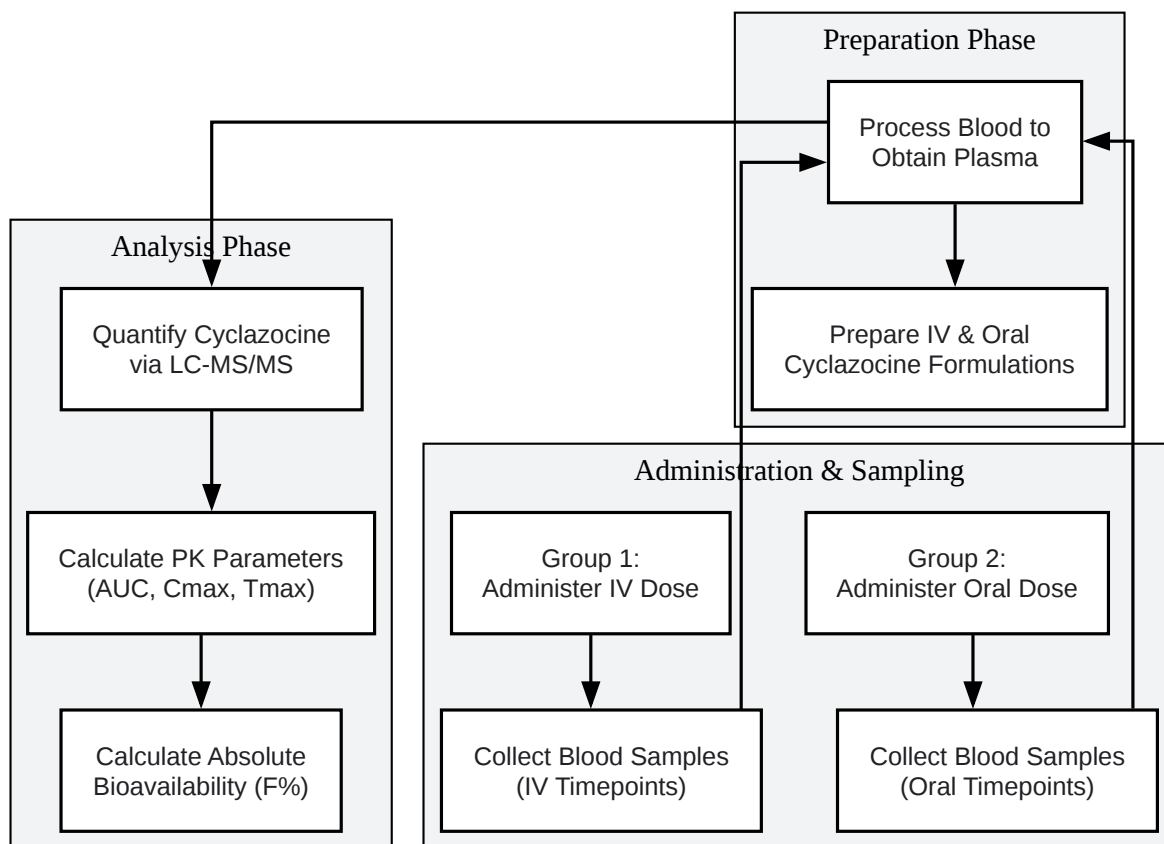 Preparation Phase
Process Blood to
Obtain Plasma
Prepare IV & Oral
Cyclazocine Formulations
Analysis Phase
Quantify Cyclazocine
via LC-MS/MS
Calculate PK Parameters
(AUC, Cmax, Tmax)
Calculate Absolute
Bioavailability (F%)
Administration & Sampling
Group 1:
Administer IV Dose
Collect Blood Samples
(IV Timepoints)
Group 2:
Administer Oral Dose
Collect Blood Samples
(Oral Timepoints)